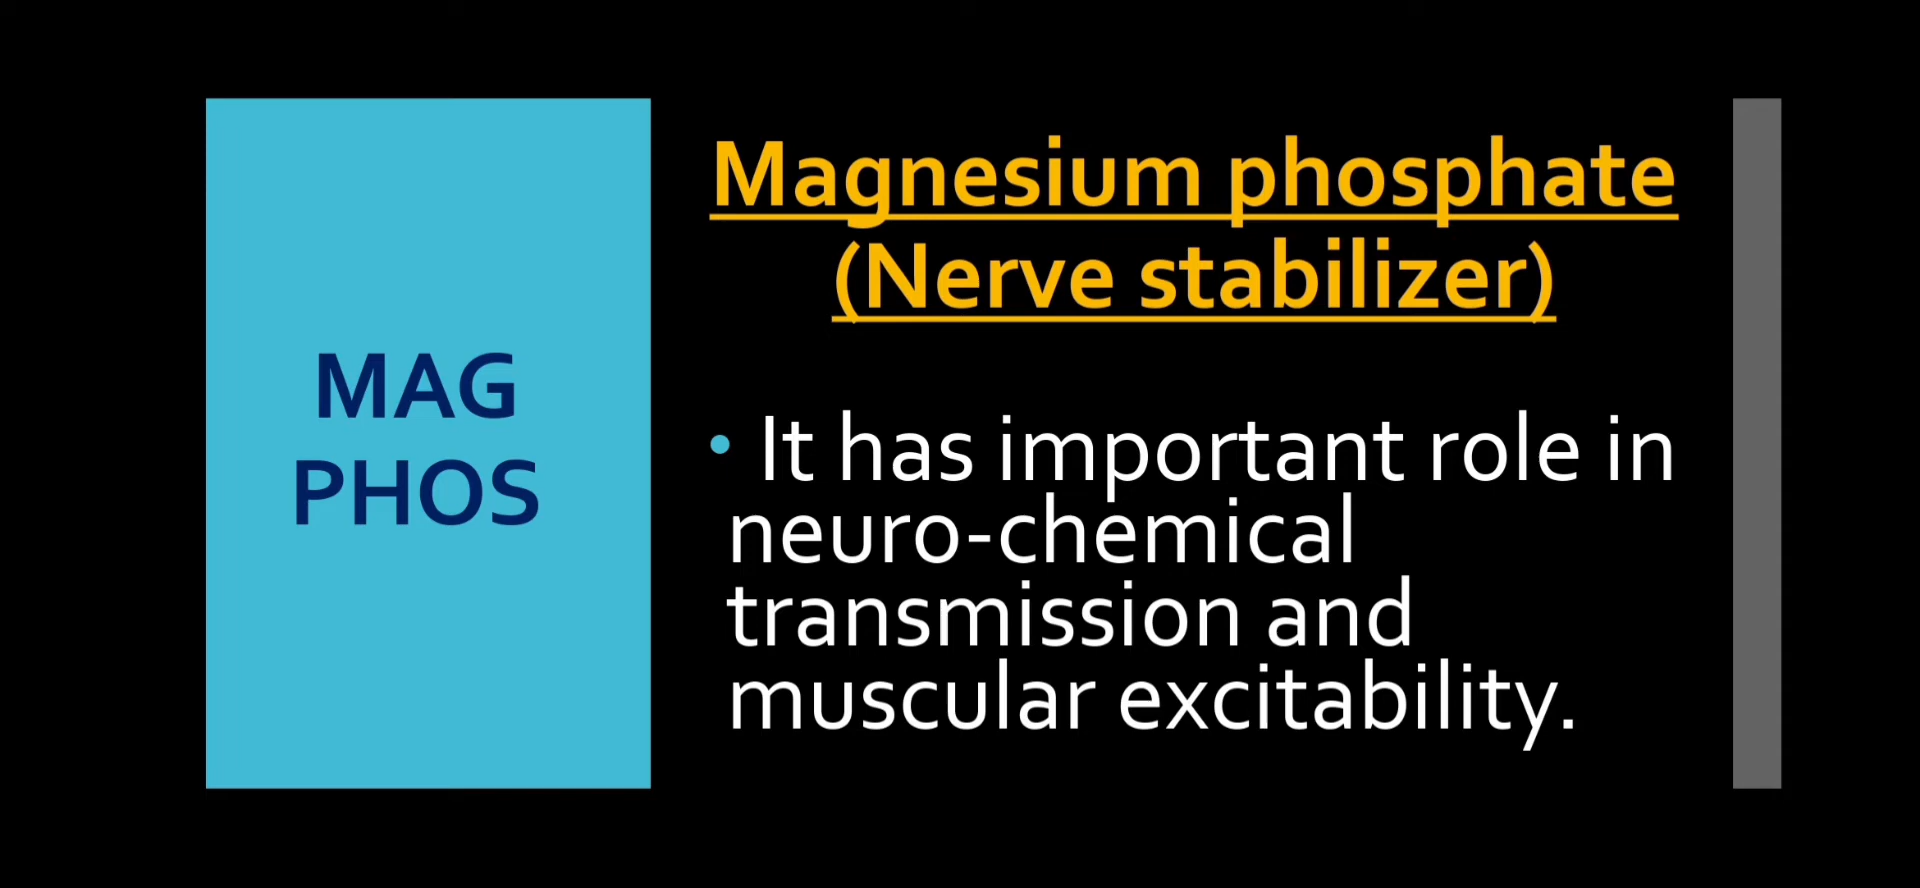 MAG
PHOS
Magnesium phosphate
(Nerve stabilizer)
• It has important role in
neuro-chemical
transmission and
muscular excitability.